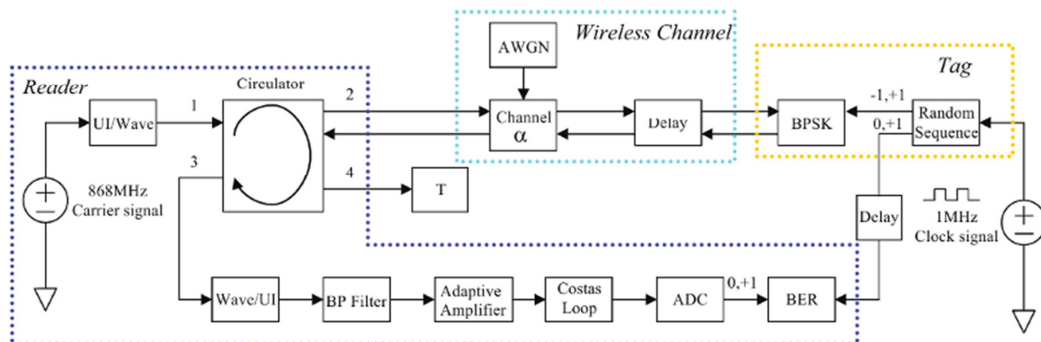 Wireless Channel
AWGN
Tag
Reader
Circulator
1
2
-1,+1
UI/Wave
Channel
α
Delay
BPSK
Random
Sequence
0,+1
3
4
T
868MHz
Carrier signal
Delay
1MHz
Clock signal
Wave/UI
BP Filter
Adaptive
Amplifier
Costas
Loop
ADC
0,+1
BER